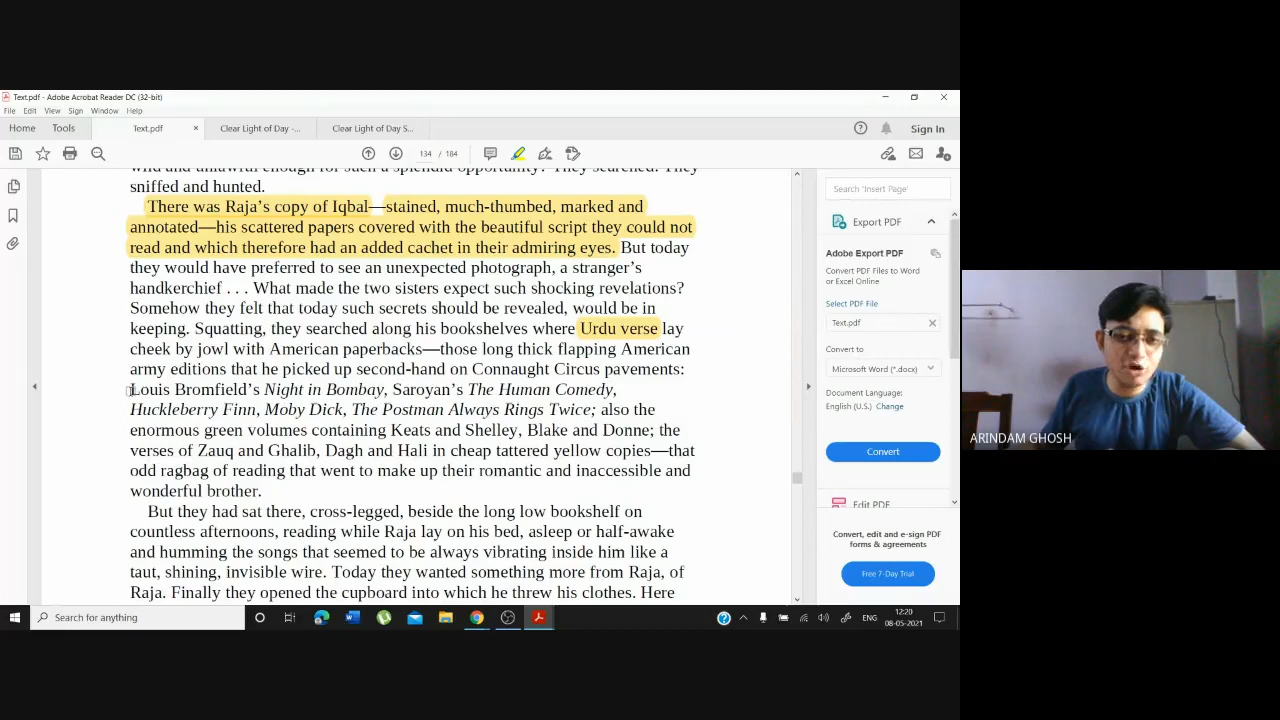 Text.pdf - Adobe Acrobat Reader DC (32-bit)
File Edit View Sign Window Help
Home Tools Text.pdf Clear Light of Day -... Clear Light of Day S... Sign In
134 / 184
wild and unlawful enough for such a splendid opportunity? They searched. They
sniffed and hunted.
There was Raja’s copy of Iqbal—stained, much-thumbed, marked and
annotated—his scattered papers covered with the beautiful script they could not
read and which therefore had an added cachet in their admiring eyes. But today
they would have preferred to see an unexpected photograph, a stranger’s
handkerchief . . . What made the two sisters expect such shocking revelations?
Somehow they felt that today such secrets should be revealed, would be in
keeping. Squatting, they searched along his bookshelves where Urdu verse lay
cheek by jowl with American paperbacks—those long thick flapping American
army editions that he picked up second-hand on Connaught Circus pavements:
Louis Bromfield’s Night in Bombay, Saroyan’s The Human Comedy,
Huckleberry Finn, Moby Dick, The Postman Always Rings Twice; also the
enormous green volumes containing Keats and Shelley, Blake and Donne; the
verses of Zauq and Ghalib, Dagh and Hali in cheap tattered yellow copies—that
odd ragbag of reading that went to make up their romantic and inaccessible and
wonderful brother.
But they had sat there, cross-legged, beside the long low bookshelf on
countless afternoons, reading while Raja lay on his bed, asleep or half-awake
and humming the songs that seemed to be always vibrating inside him like a
taut, shining, invisible wire. Today they wanted something more from Raja, of
Raja. Finally they opened the cupboard into which he threw his clothes. Here
Search 'Insert Page'
Export PDF
Adobe Export PDF
Convert PDF Files to Word
or Excel Online
Select PDF File
Text.pdf
Convert to
Microsoft Word (*.docx)
Document Language:
English (U.S.) Change
Convert
Edit PDF
Convert, edit and e-sign PDF
forms & agreements
Free 7-Day Trial
ARINDAM GHOSH
Search for anything
ENG
12:20
08-05-2021